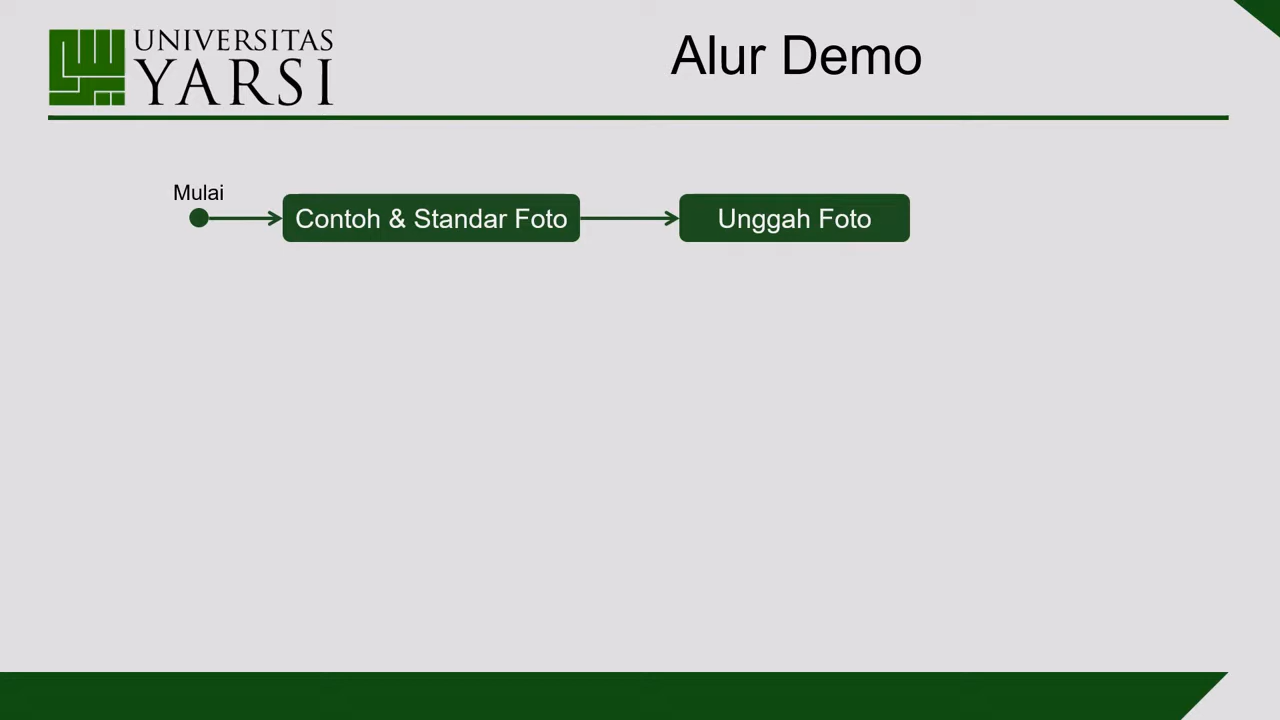 UNIVERSITAS
YARSI
Alur Demo
Mulai
Contoh & Standar Foto
Unggah Foto